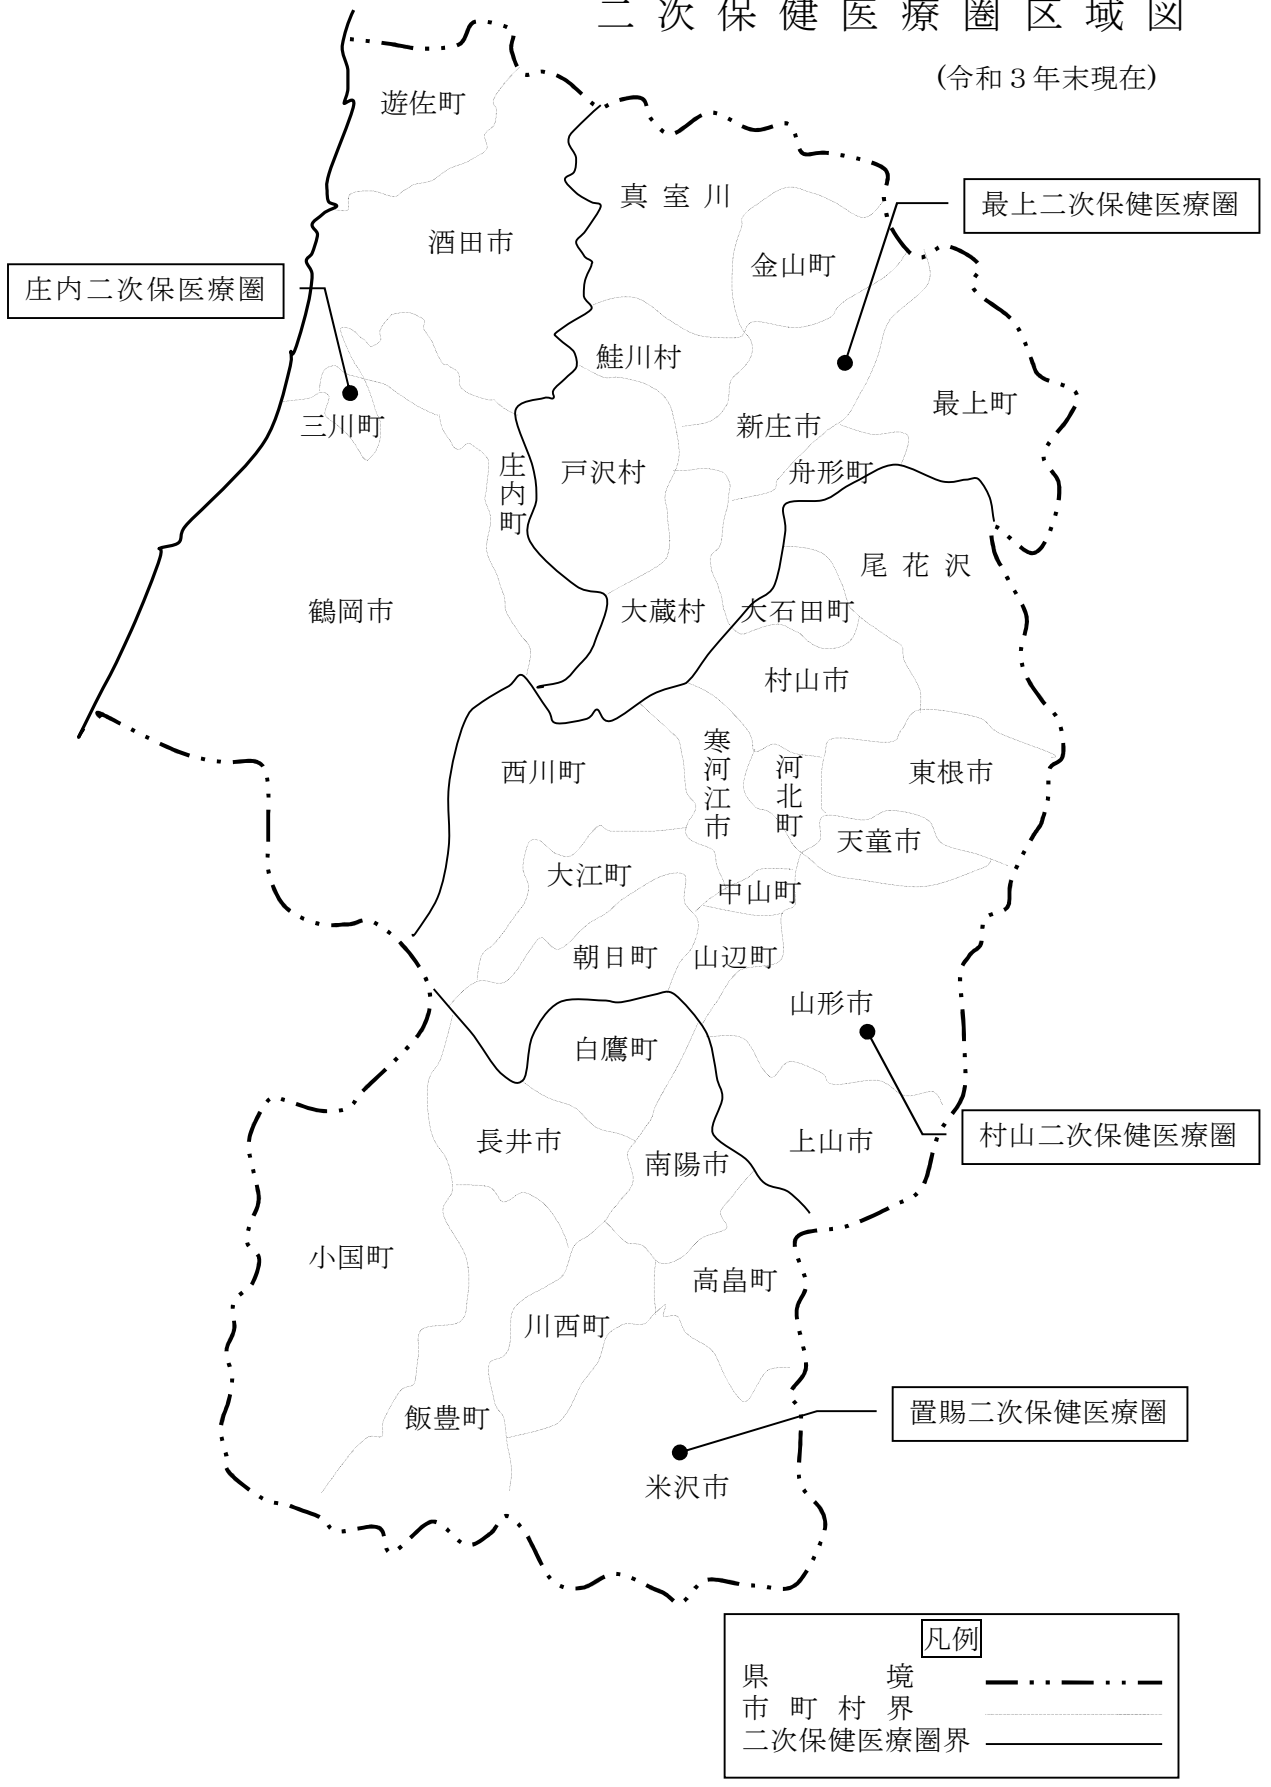 二次保健医療圏区域図
(令和3年末現在)
遊佐町
真室川
最上二次保健医療圏
酒田市
金山町
庄内二次保医療圏
鮭川村
最上町
三川町
新庄市
戸沢村
舟形町
庄内町
尾花沢
鶴岡市
大蔵村
大石田町
村山市
西川町
寒河江市
河北町
東根市
天童市
大江町
中山町
朝日町
山辺町
山形市
白鷹町
長井市
上山市
村山二次保健医療圏
南陽市
小国町
高畠町
川西町
飯豊町
置賜二次保健医療圏
米沢市
凡例
県境
市町村界
二次保健医療圏界